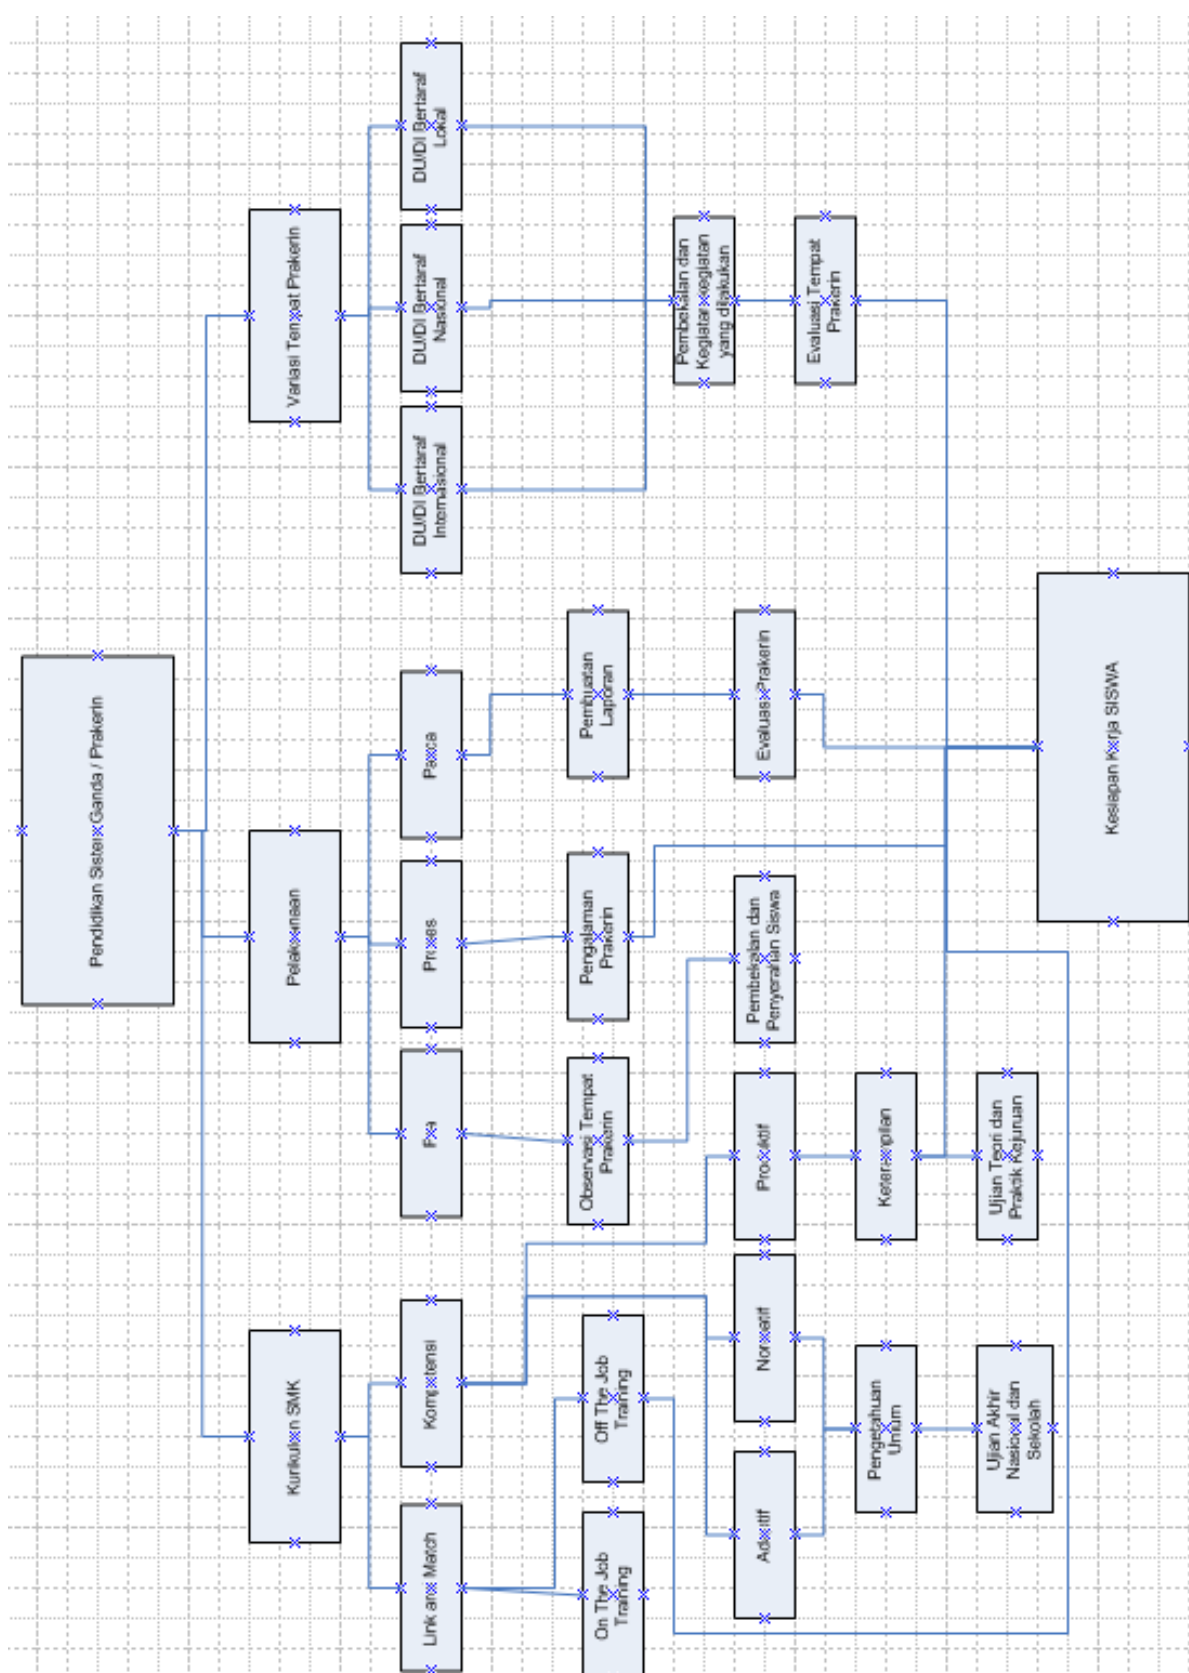 Pendidikan Sistem Ganda / Prakerin
Kurikulum SMK
Pelaksanaan
Variasi Tempat Prakerin
Link and Match
Kompetensi
Pra
Proses
Pasca
DU/DI Bertaraf
Internasional
DU/DI Bertaraf
Nasional
DU/DI Bertaraf
Lokal
On The Job
Training
Off The Job
Training
Observasi Tempat
Prakerin
Pengalaman
Prakerin
Pembuatan
Laporan
Pembekalan dan
Kegiatan-kegiatan
yang dilakukan
Adaptif
Normatif
Produktif
Pembekalan dan
Penyerahan Siswa
Evaluasi Prakerin
Evaluasi Tempat
Prakerin
Pengetahuan
Umum
Keterampilan
Ujian Akhir
Nasional dan
Sekolah
Ujian Teori dan
Praktik Kejuruan
Kesiapan Kerja SISWA